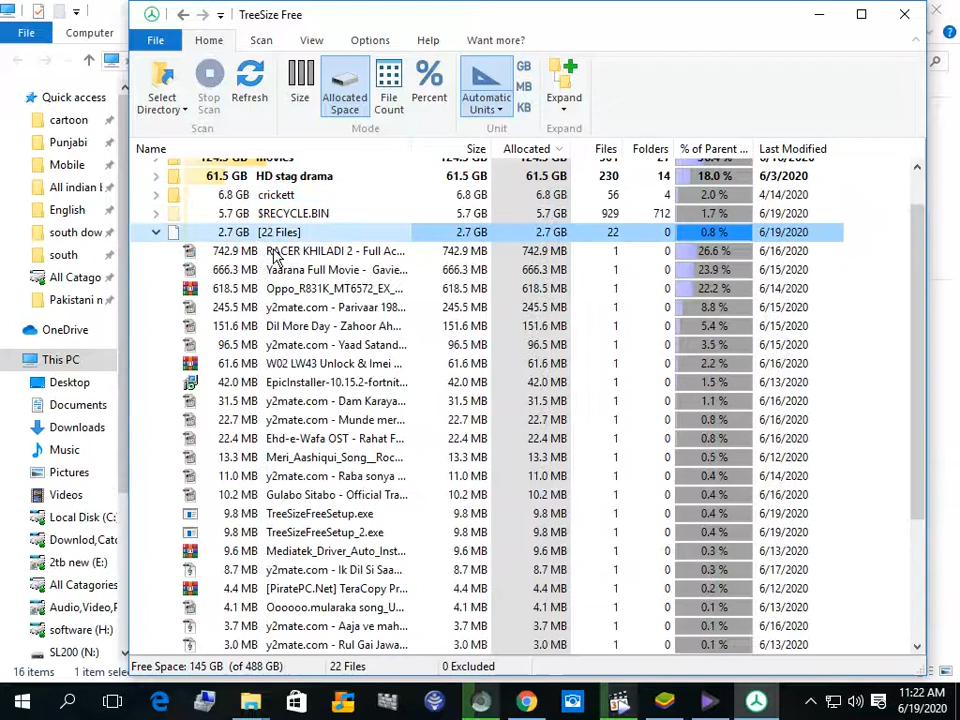 TreeSize Free
File
Computer
File
Home
Scan
View
Options
Help
Want more?
Select Directory
Stop Scan
Refresh
Size
Allocated Space
File Count
Percent
Automatic Units
GB
MB
KB
Expand
Scan
Mode
Unit
Expand
Quick access
cartoon
Punjabi
Mobile
All indian b
English
south dow
south
All Catago
Pakistani n
OneDrive
This PC
Desktop
Documents
Downloads
Music
Pictures
Videos
Local Disk (C:
Downlod,Catc
2tb new (E:)
All Catagories
Audio,Video,P
software (H:)
SL200 (N:)
16 items 1 item selec
Name Size Allocated Files Folders % of Parent ... Last Modified
124.5 GB movies 124.5 GB 124.5 GB 501 27 36.4 % 6/16/2020
61.5 GB HD stag drama 61.5 GB 61.5 GB 230 14 18.0 % 6/3/2020
6.8 GB crickett 6.8 GB 6.8 GB 56 4 2.0 % 4/14/2020
5.7 GB $RECYCLE.BIN 5.7 GB 5.7 GB 929 712 1.7 % 6/19/2020
2.7 GB [22 Files] 2.7 GB 2.7 GB 22 0 0.8 % 6/19/2020
742.9 MB RACER KHILADI 2 - Full Ac... 742.9 MB 742.9 MB 1 0 26.6 % 6/16/2020
666.3 MB Yaarana Full Movie - Gavie... 666.3 MB 666.3 MB 1 0 23.9 % 6/16/2020
618.5 MB Oppo_R831K_MT6572_EX_... 618.5 MB 618.5 MB 1 0 22.2 % 6/14/2020
245.5 MB y2mate.com - Parivaar 198... 245.5 MB 245.5 MB 1 0 8.8 % 6/15/2020
151.6 MB Dil More Day - Zahoor Ah... 151.6 MB 151.6 MB 1 0 5.4 % 6/15/2020
96.5 MB y2mate.com - Yaad Satand... 96.5 MB 96.5 MB 1 0 3.5 % 6/15/2020
61.6 MB W02 LW43 Unlock & Imei ... 61.6 MB 61.6 MB 1 0 2.2 % 6/13/2020
42.0 MB EpicInstaller-10.15.2-fortnit... 42.0 MB 42.0 MB 1 0 1.5 % 6/13/2020
31.5 MB y2mate.com - Dam Karaya... 31.5 MB 31.5 MB 1 0 1.1 % 6/16/2020
22.7 MB y2mate.com - Munde mer... 22.7 MB 22.7 MB 1 0 0.8 % 6/16/2020
22.4 MB Ehd-e-Wafa OST - Rahat F... 22.4 MB 22.4 MB 1 0 0.8 % 6/16/2020
13.3 MB Meri_Aashiqui_Song__Roc... 13.3 MB 13.3 MB 1 0 0.5 % 6/12/2020
11.0 MB y2mate.com - Raba sonya ... 11.0 MB 11.0 MB 1 0 0.4 % 6/16/2020
10.2 MB Gulabo Sitabo - Official Tra... 10.2 MB 10.2 MB 1 0 0.4 % 6/16/2020
9.8 MB TreeSizeFreeSetup.exe 9.8 MB 9.8 MB 1 0 0.4 % 6/19/2020
9.8 MB TreeSizeFreeSetup_2.exe 9.8 MB 9.8 MB 1 0 0.4 % 6/19/2020
9.6 MB Mediatek_Driver_Auto_Inst... 9.6 MB 9.6 MB 1 0 0.3 % 6/13/2020
8.7 MB y2mate.com - Ik Dil Si Saa... 8.7 MB 8.7 MB 1 0 0.3 % 6/16/2020
4.4 MB [PiratePC.Net] TeraCopy Pr... 4.4 MB 4.4 MB 1 0 0.2 % 6/13/2020
4.1 MB Oooooo.mularaka song_U... 4.1 MB 4.1 MB 1 0 0.1 % 6/13/2020
3.7 MB y2mate.com - Aaja ve mah... 3.7 MB 3.7 MB 1 0 0.1 % 6/16/2020
3.0 MB y2mate.com - Rul Gai Jawa... 3.0 MB 3.0 MB 1 0 0.1 % 6/16/2020
Free Space: 145 GB (of 488 GB) 22 Files 0 Excluded
11:22 AM
6/19/2020